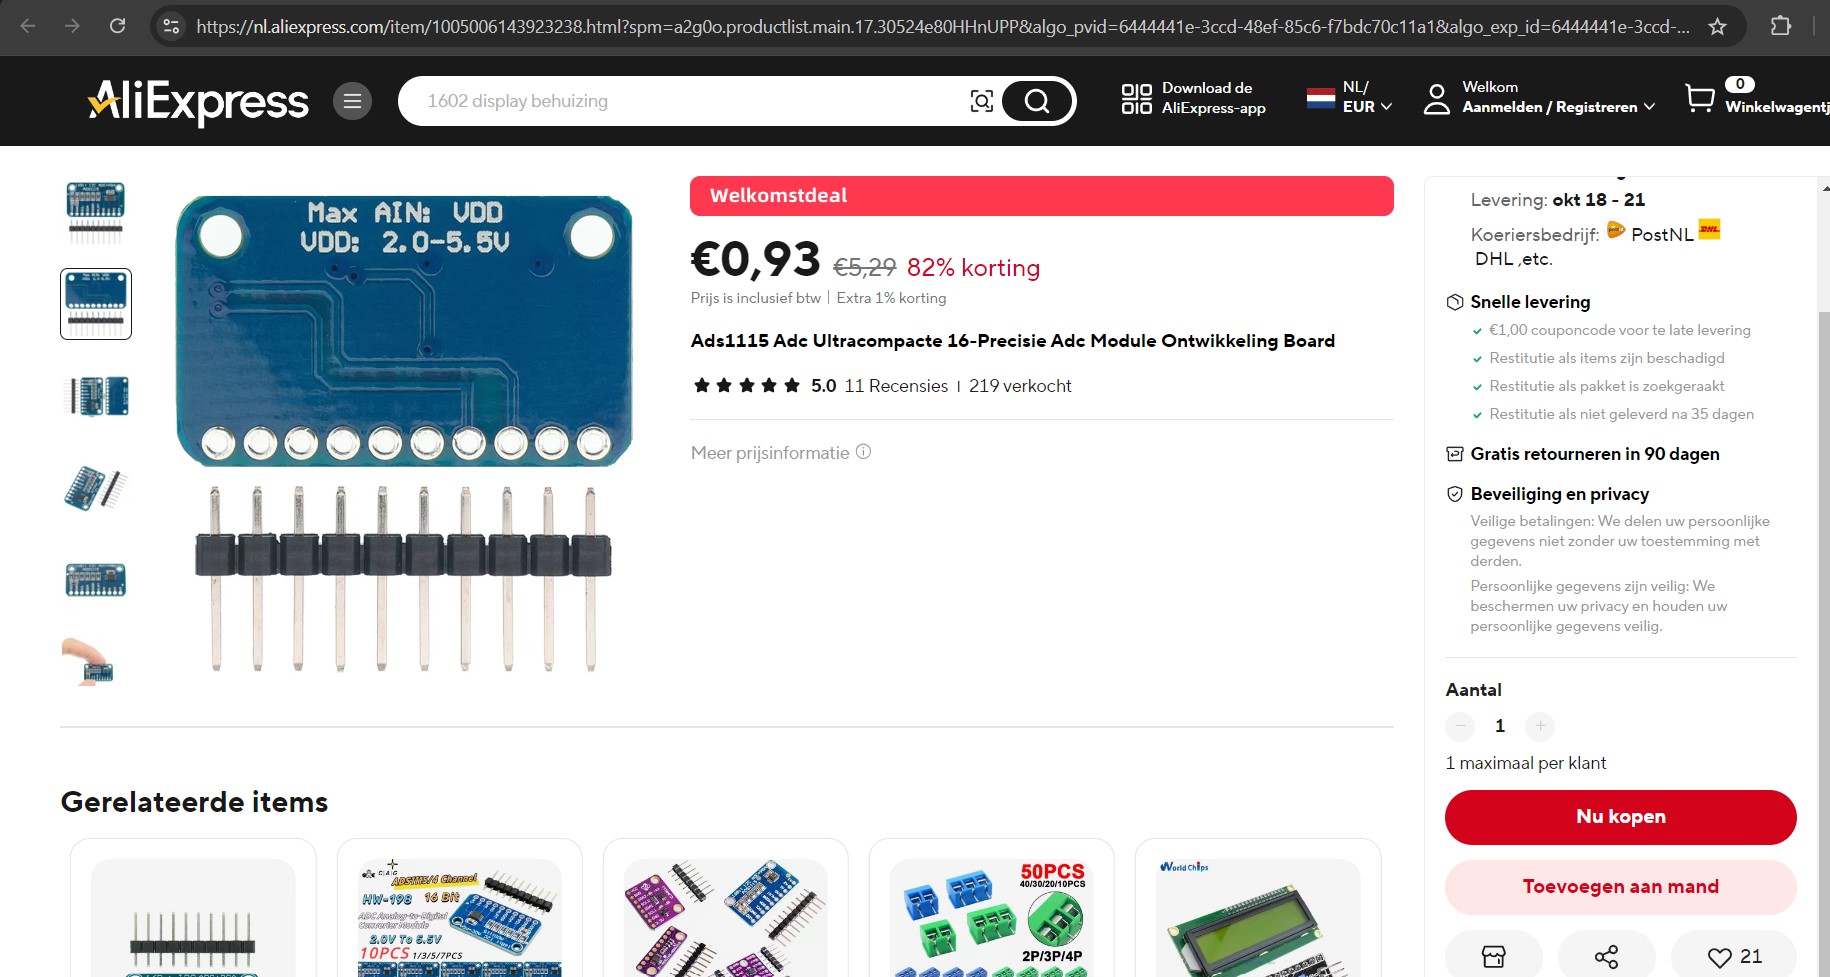 https://nl.aliexpress.com/item/1005006143923238.html?spm=a2g0o.productlist.main.17.30524e80HHnUPP&algo_pvid=6444441e-3ccd-48ef-85c6-f7bdc70c11a1&algo_exp_id=6444441e-3ccd-...
AliExpress
1602 display behuizing
Download de
AliExpress-app
NL/
EUR
Welkom
Aanmelden / Registreren
0
Winkelwagentj
Max AIN: VDD
VDD: 2.0-5.5V
Welkomstdeal
€0,93 €5,29 82% korting
Prijs is inclusief btw | Extra 1% korting
Ads1115 Adc Ultracompacte 16-Precisie Adc Module Ontwikkeling Board
5.0 11 Recensies | 219 verkocht
Meer prijsinformatie
Levering: okt 18 - 21
Koeriersbedrijf: PostNL DHL
DHL ,etc.
Snelle levering
€1,00 couponcode voor te late levering
Restitutie als items zijn beschadigd
Restitutie als pakket is zoekgeraakt
Restitutie als niet geleverd na 35 dagen
Gratis retourneren in 90 dagen
Beveiliging en privacy
Veilige betalingen: We delen uw persoonlijke
gegevens niet zonder uw toestemming met
derden.
Persoonlijke gegevens zijn veilig: We
beschermen uw privacy en houden uw
persoonlijke gegevens veilig.
Aantal
1
1 maximaal per klant
Nu kopen
Toevoegen aan mand
21
Gerelateerde items
ADS1115/4 Channel
HW-198 16 Bit
ADC Analog-to-Digital
Converter Module
2.0V To 5.5V
10PCS 1/3/5/7PCS
50PCS
40/30/20/10PCS
2P/3P/4P
World Chips